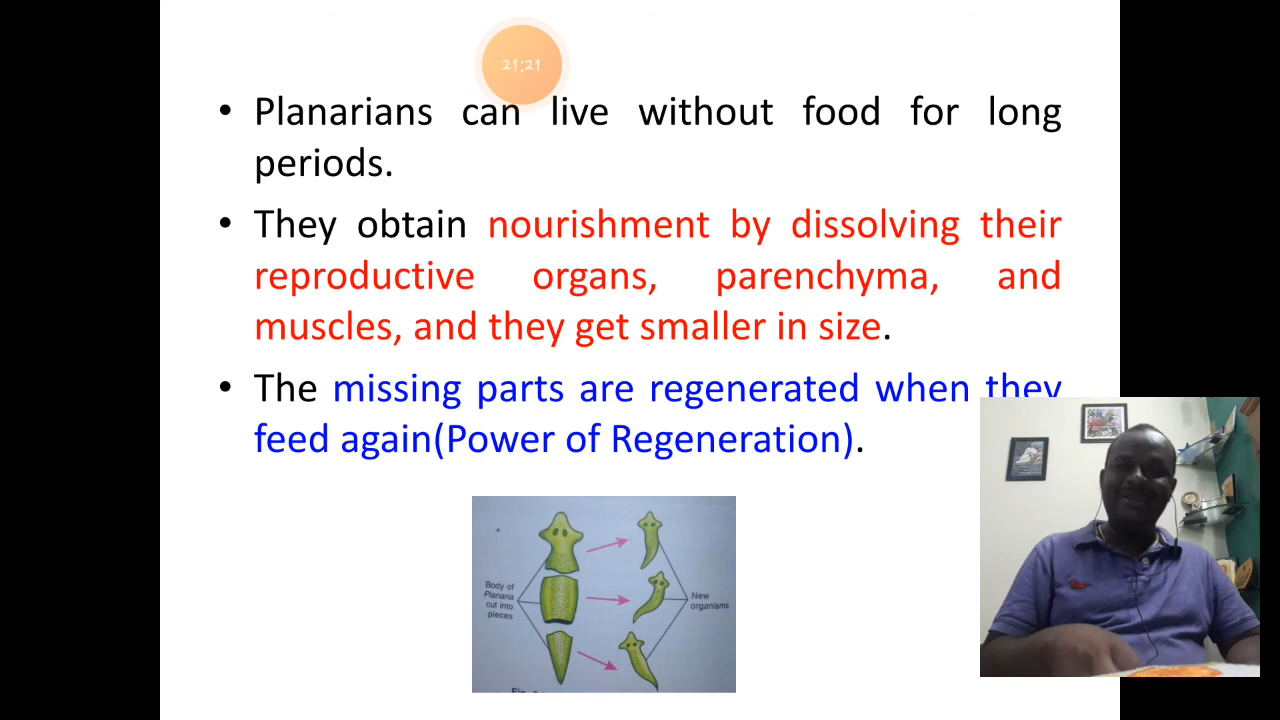 21:21
• Planarians can live without food for long
periods.
• They obtain nourishment by dissolving their
reproductive organs, parenchyma, and
muscles, and they get smaller in size.
• The missing parts are regenerated when they
feed again(Power of Regeneration).
Body of
Planaria
cut into
pieces
New
organisms